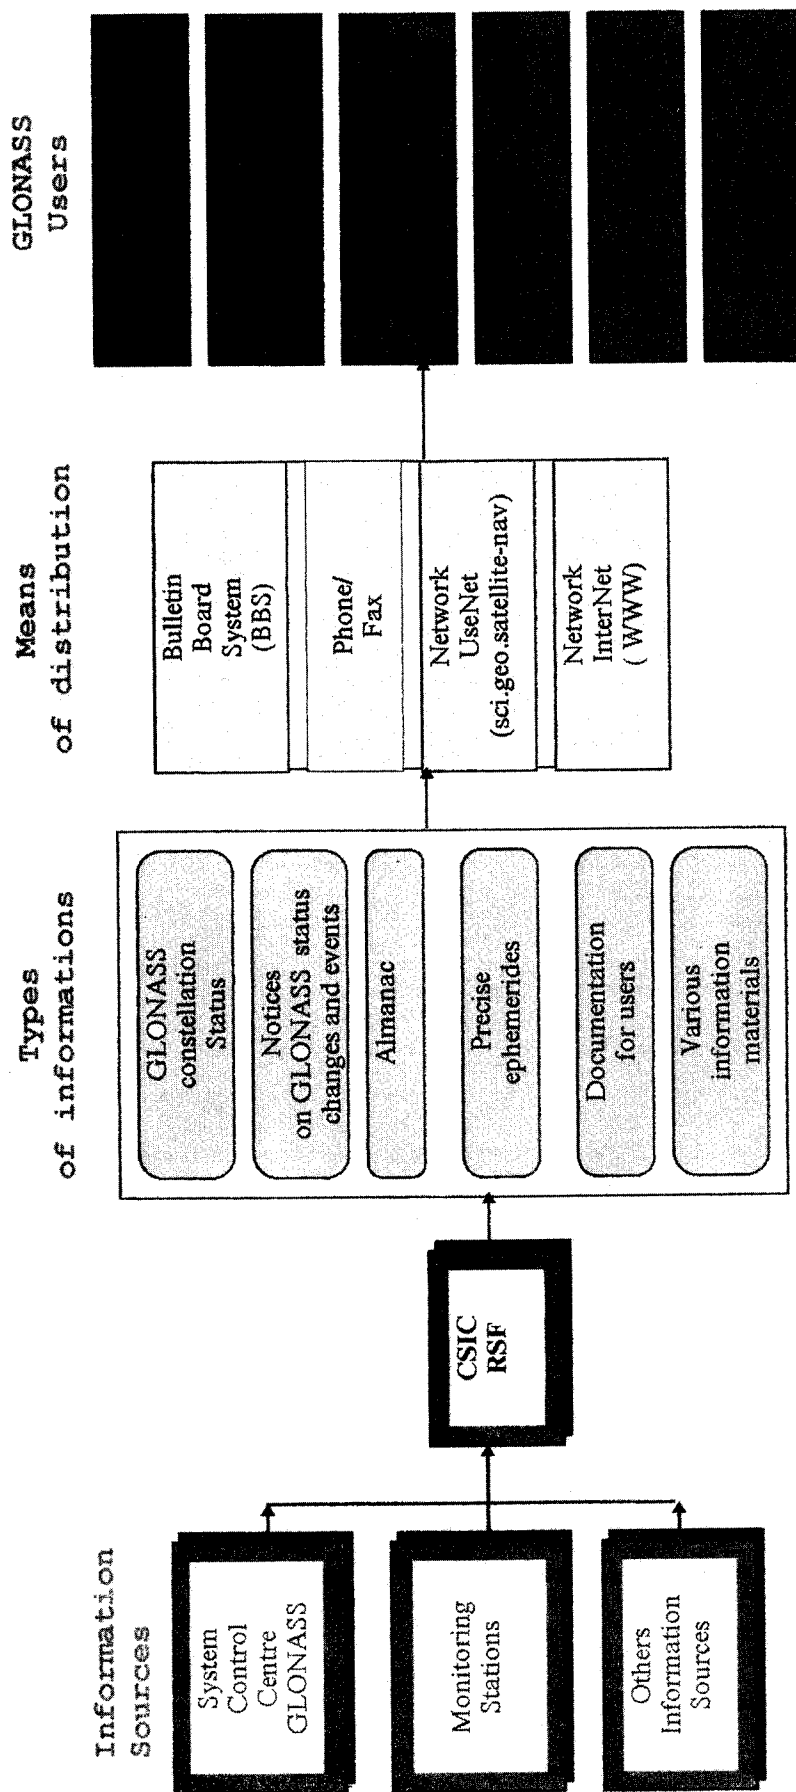 Information
Sources
System
Control
Centre
GLONASS
Monitoring
Stations
Others
Information
Sources
CSIC
RSF
Types
of informations
GLONASS
constellation
Status
Notices
on GLONASS status
changes and events
Almanac
Precise
ephemerides
Documentation
for users
Various
information
materials
Means
of distribution
Bulletin
Board
System
(BBS)
Phone/
Fax
Network
UseNet
(sci.geo.satellite-nav)
Network
InterNet
( WWW)
GLONASS
Users